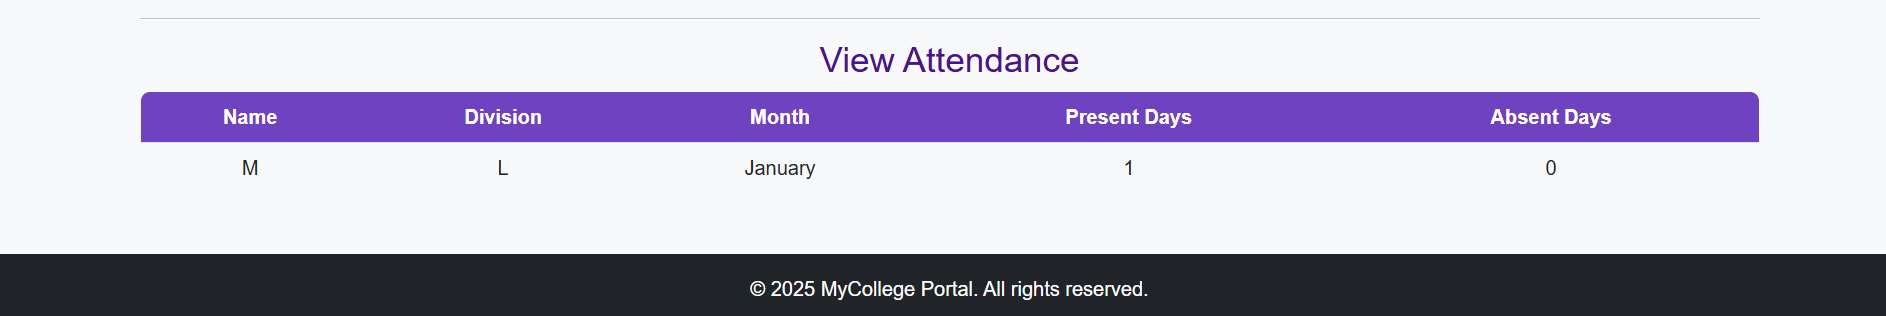 View Attendance
Name Division Month Present Days Absent Days
M L January 1 0
© 2025 MyCollege Portal. All rights reserved.